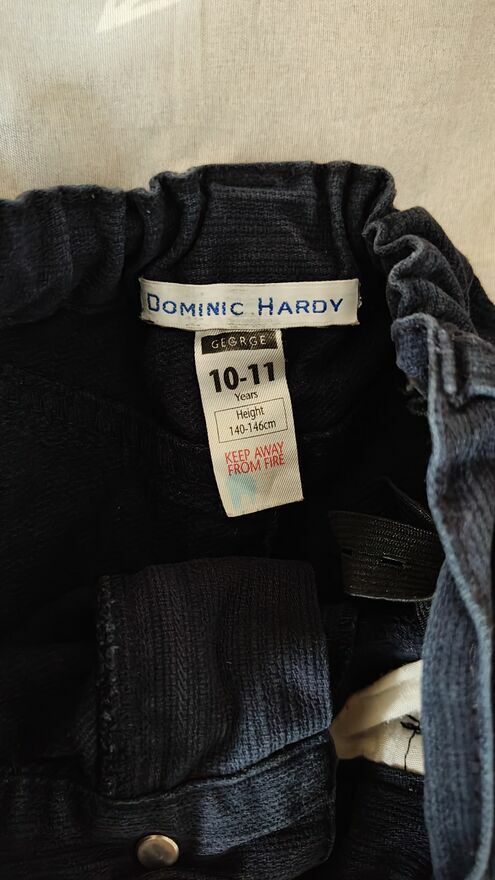 DOMINIC HARDY
GEORGE
10-11
Years
Height
140-146cm
KEEP AWAY
FROM FIRE